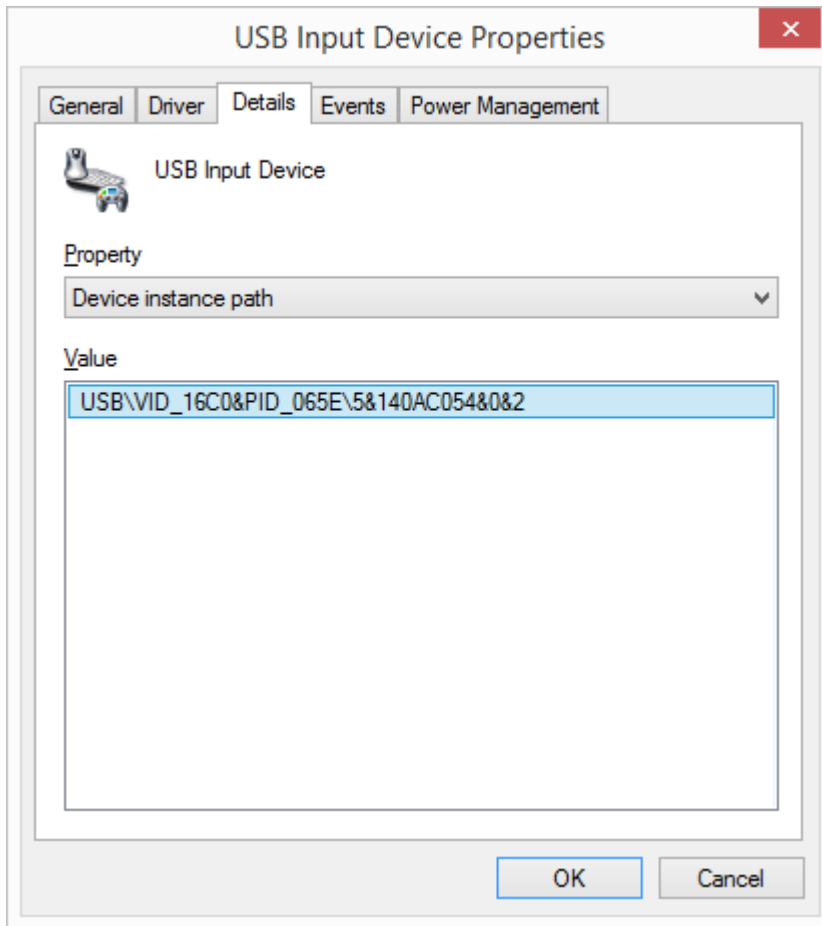 USB Input Device Properties
General Driver Details Events Power Management
USB Input Device
Property
Device instance path
Value
USB\VID_16C0&PID_065E\5&140AC054&0&2
OK Cancel